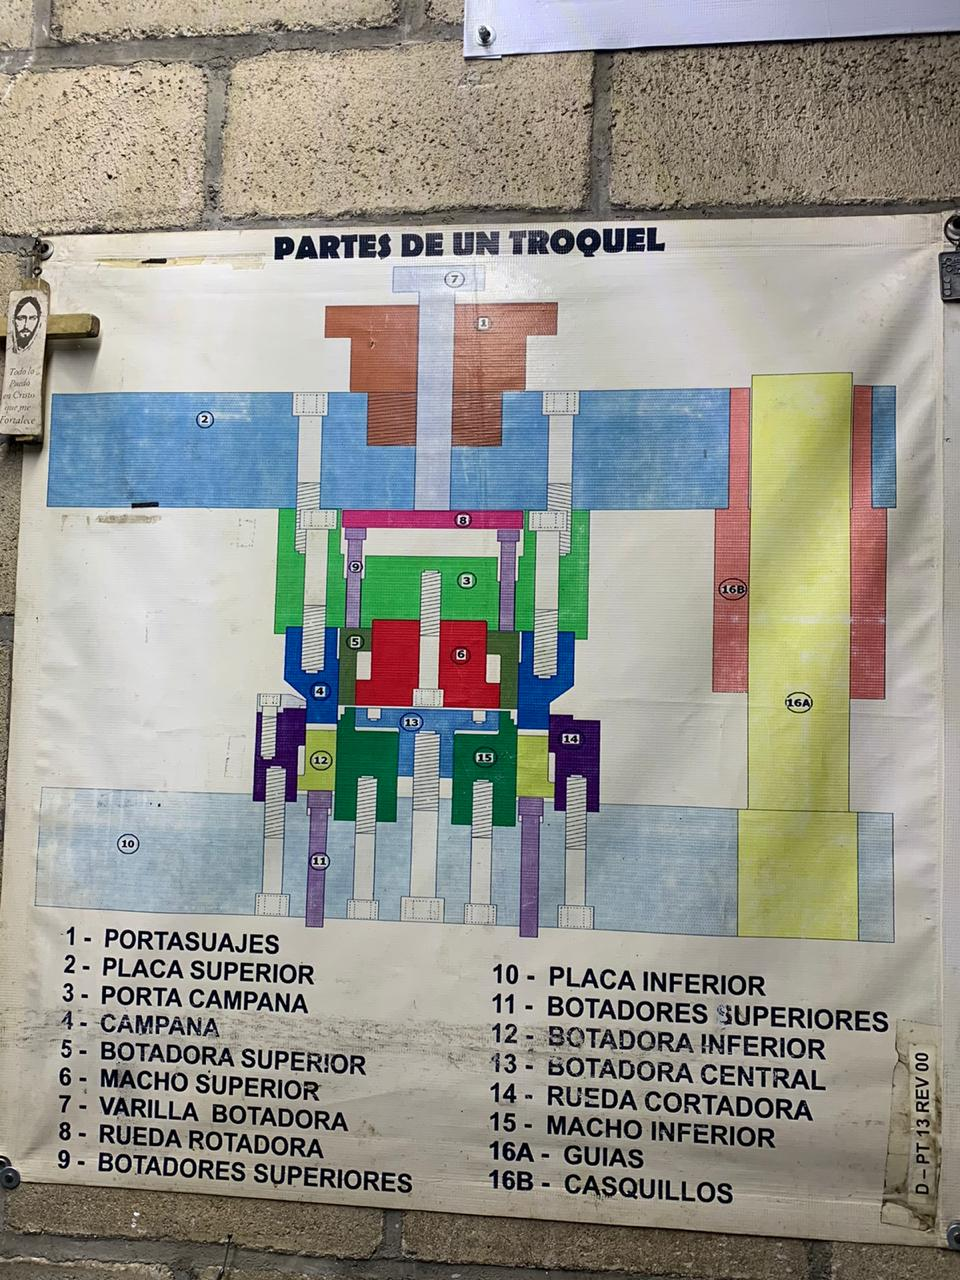 PARTES DE UN TROQUEL
7
1
2
8
9
3
5
6
4
13
14
12
15
16B
16A
10
11
Todo lo
Puedo
en Cristo
que me
Fortalece
1 - PORTASUAJES
2 - PLACA SUPERIOR
3 - PORTA CAMPANA
4 - CAMPANA
5 - BOTADORA SUPERIOR
6 - MACHO SUPERIOR
7 - VARILLA BOTADORA
8 - RUEDA ROTADORA
9 - BOTADORES SUPERIORES
10 - PLACA INFERIOR
11 - BOTADORES SUPERIORES
12 - BOTADORA INFERIOR
13 - BOTADORA CENTRAL
14 - RUEDA CORTADORA
15 - MACHO INFERIOR
16A - GUIAS
16B - CASQUILLOS
D - PT 13 REV 00